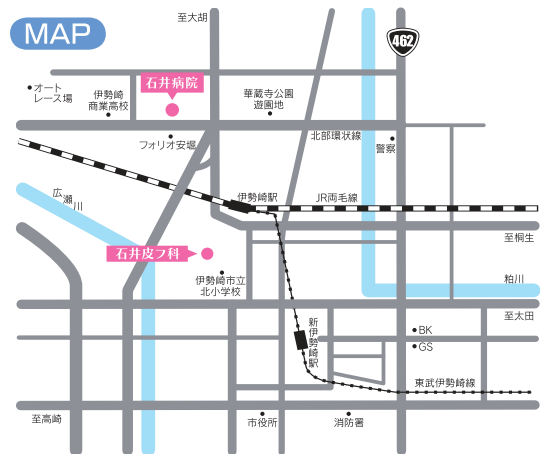 MAP
至大胡
462
オート
レース場
伊勢崎
商業高校
石井病院
華蔵寺公園
遊園地
フォリオ安堀
北部環状線
警察
広瀬川
伊勢崎駅
JR両毛線
至桐生
石井皮フ科
伊勢崎市立
北小学校
粕川
至太田
新伊勢崎駅
BK
GS
東武伊勢崎線
至高崎
市役所
消防署